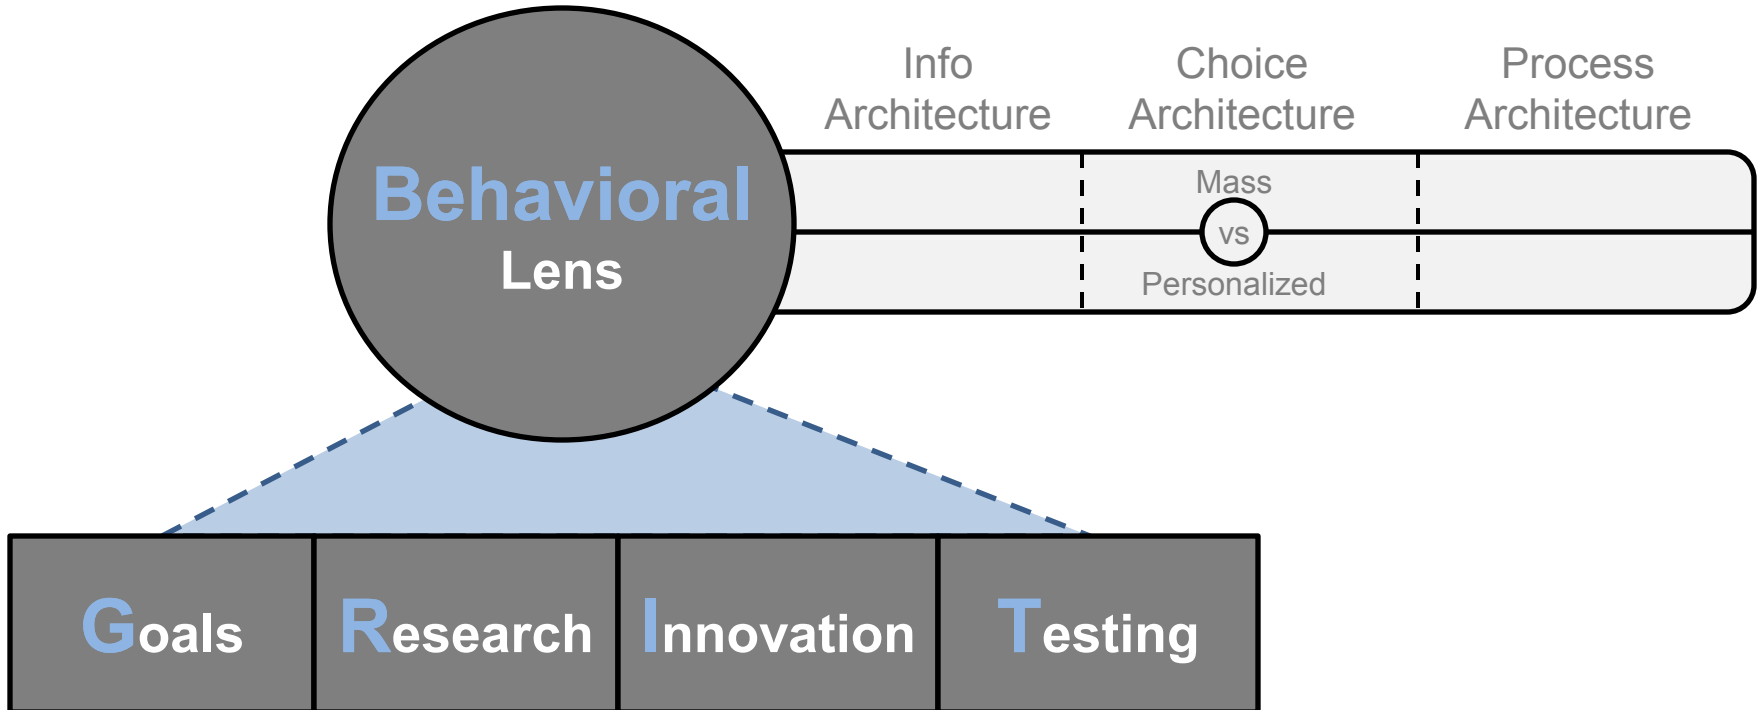 Info Architecture
Choice Architecture
Process Architecture
Behavioral
Lens
Mass
vs
Personalized
Goals
Research
Innovation
Testing